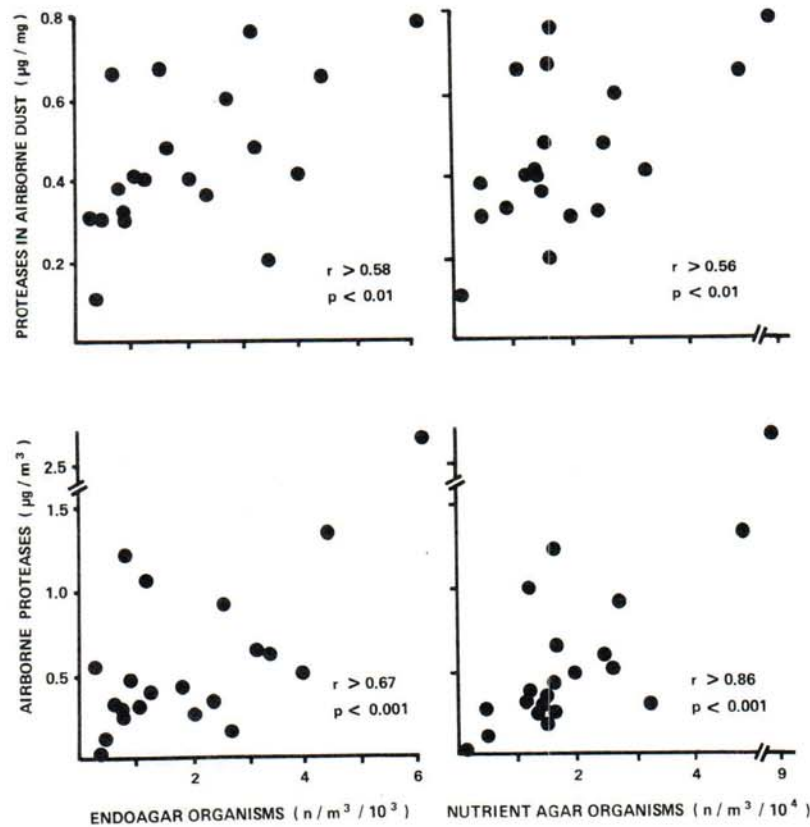 PROTEASES IN AIRBORNE DUST ( µg / mg )
0.8
0.6
0.4
0.2
r > 0.58
p < 0.01
r > 0.56
p < 0.01
AIRBORNE PROTEASES ( µg / m³ )
2.5
1.5
1.0
0.5
r > 0.67
p < 0.001
r > 0.86
p < 0.001
2 4 6
2 9
ENDOAGAR ORGANISMS ( n / m³ / 10³ )
NUTRIENT AGAR ORGANISMS ( n / m³ / 10⁴ )